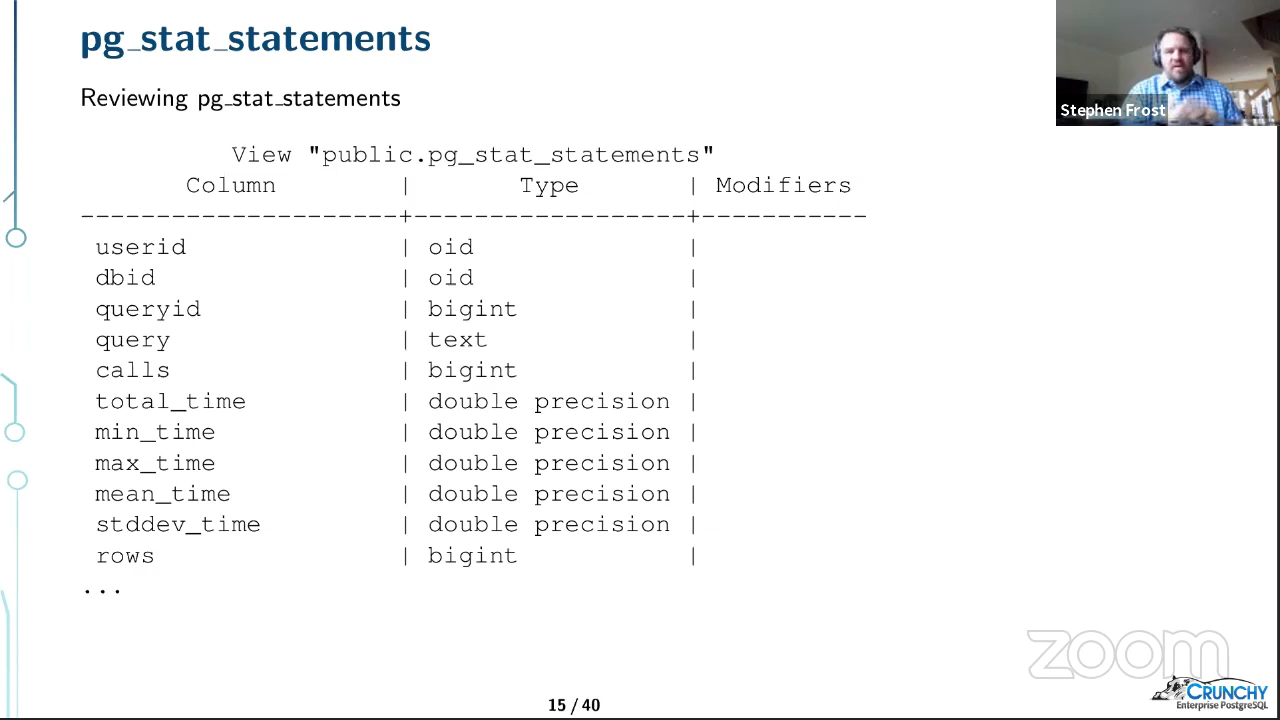 pg_stat_statements
Reviewing pg_stat_statements
View "public.pg_stat_statements"
Column | Type | Modifiers
---------------------+------------------+-----------
userid | oid |
dbid | oid |
queryid | bigint |
query | text |
calls | bigint |
total_time | double precision |
min_time | double precision |
max_time | double precision |
mean_time | double precision |
stddev_time | double precision |
rows | bigint |
...
Stephen Frost
zoom
CRUNCHY
Enterprise PostgreSQL
15 / 40